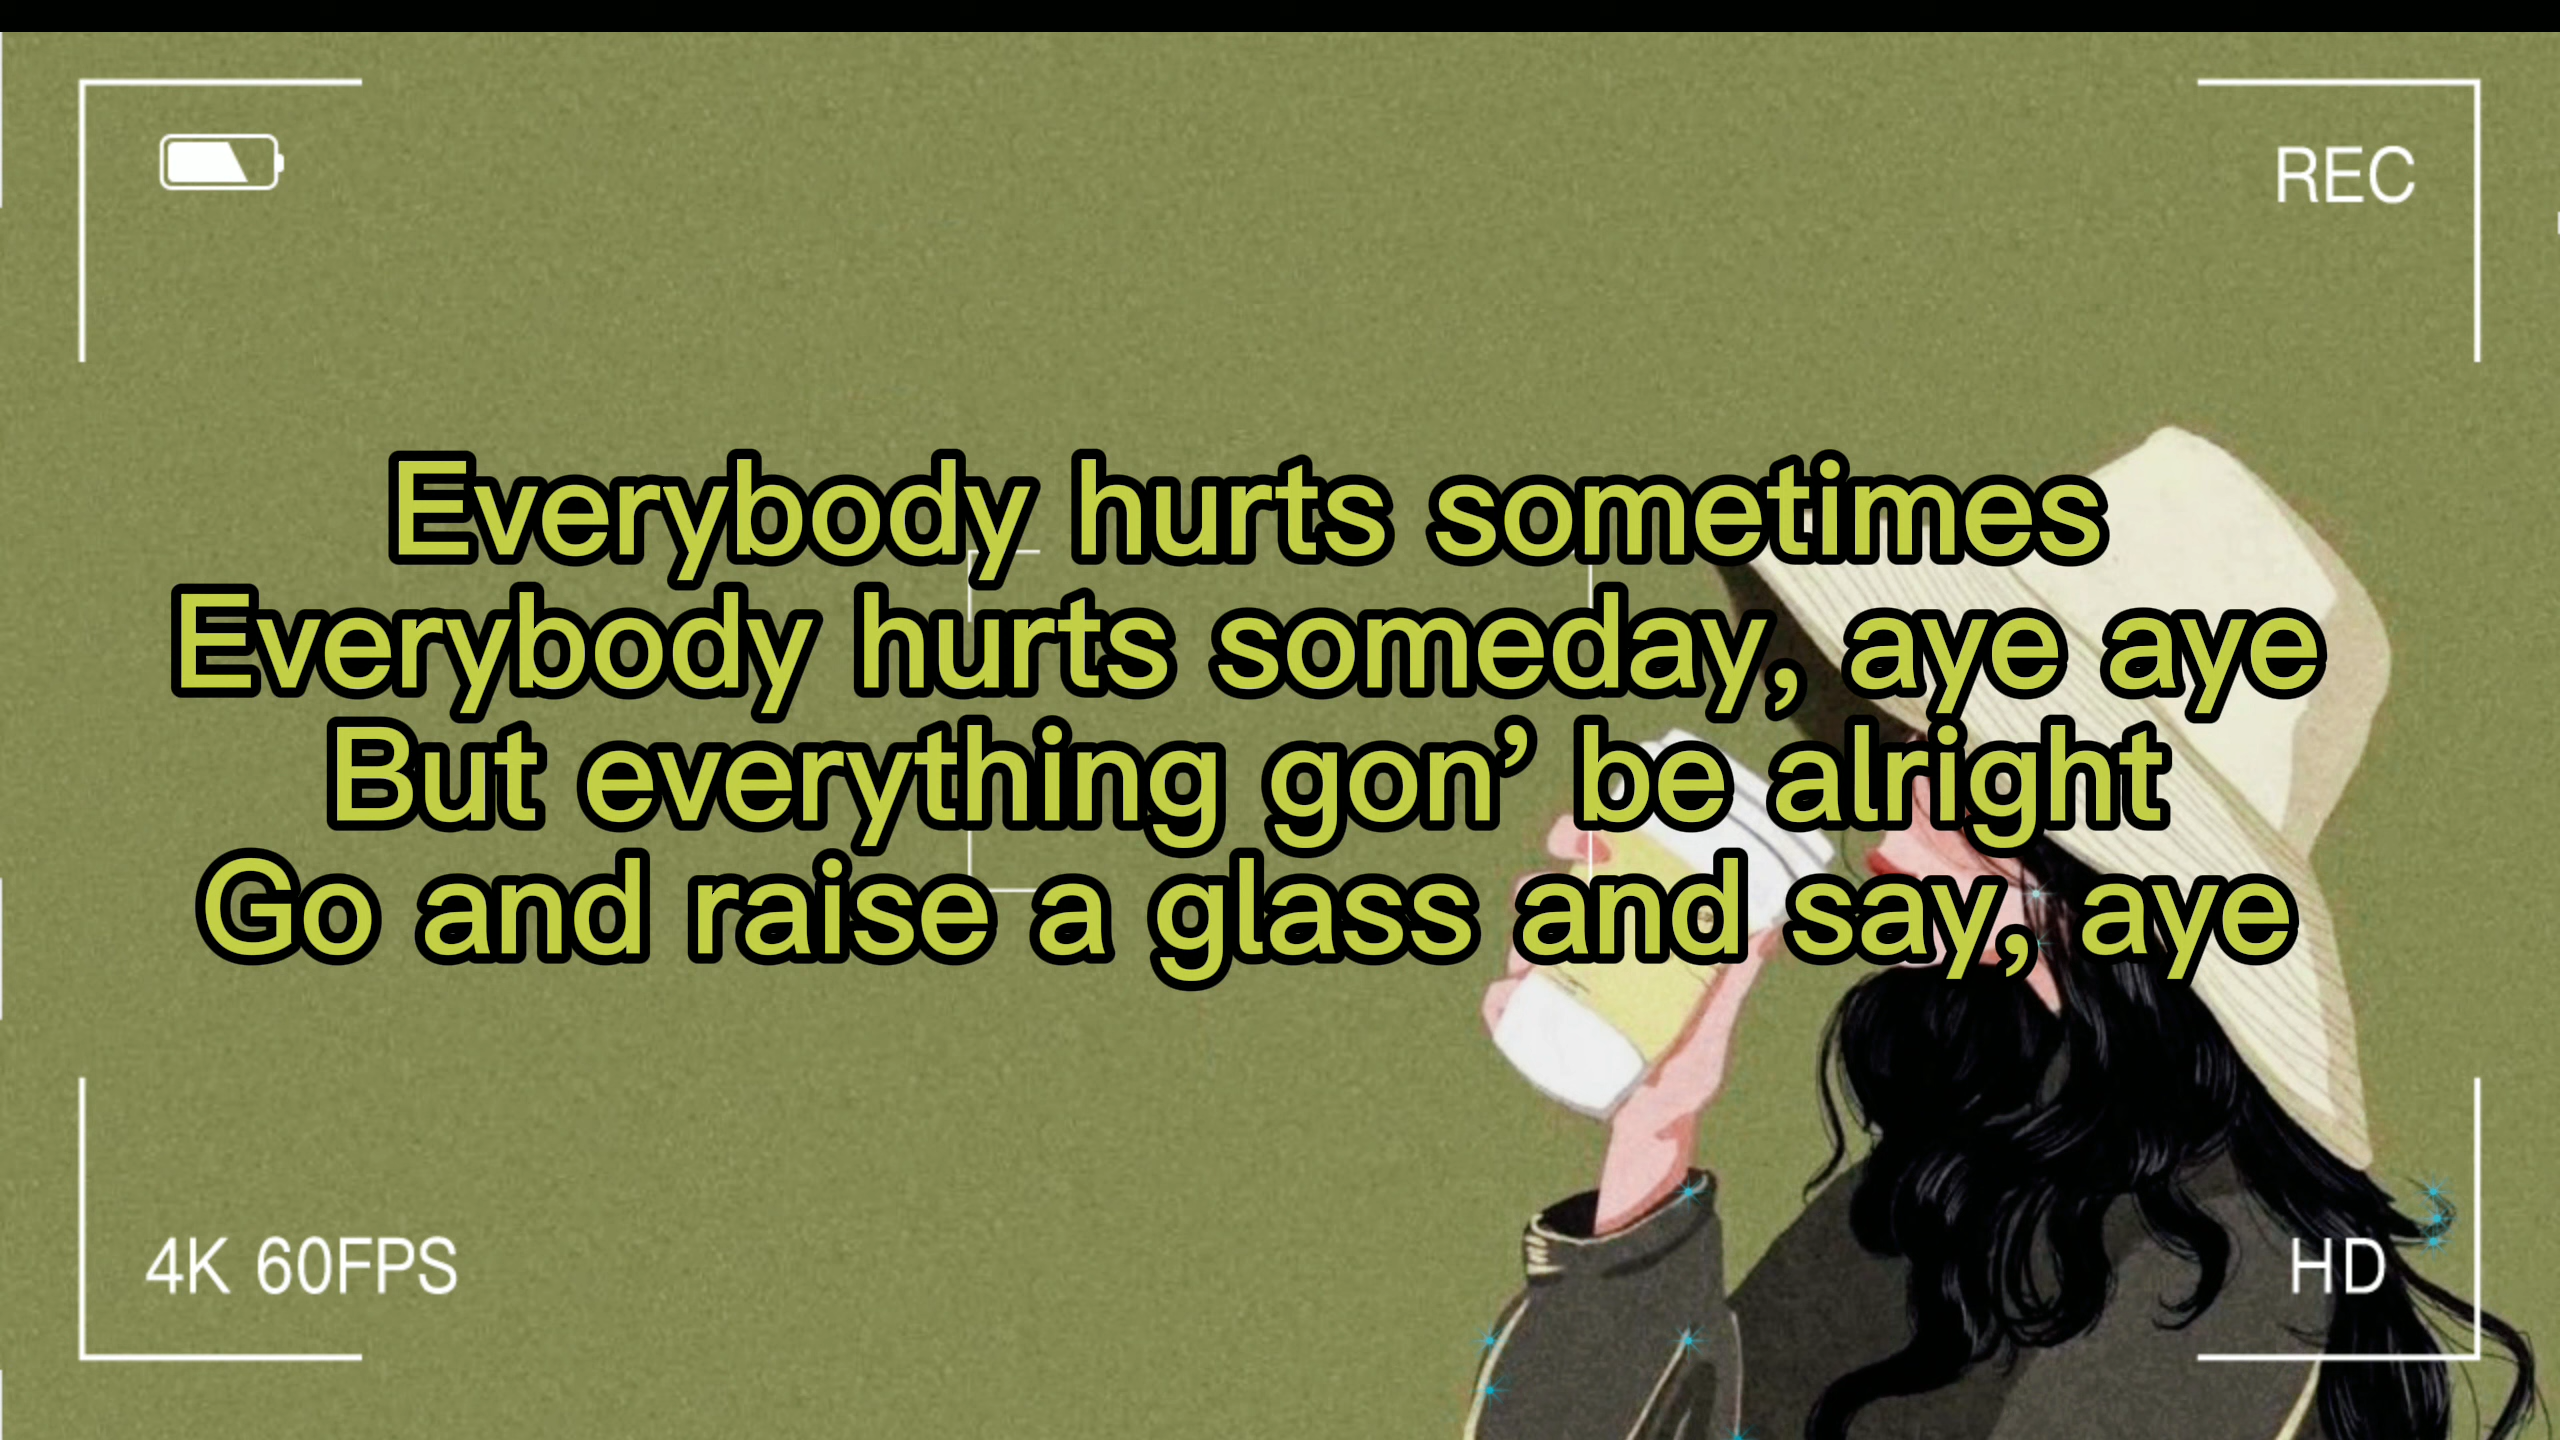 REC
Everybody hurts sometimes
Everybody hurts someday, aye aye
But everything gon’ be alright
Go and raise a glass and say, aye
4K 60FPS
HD